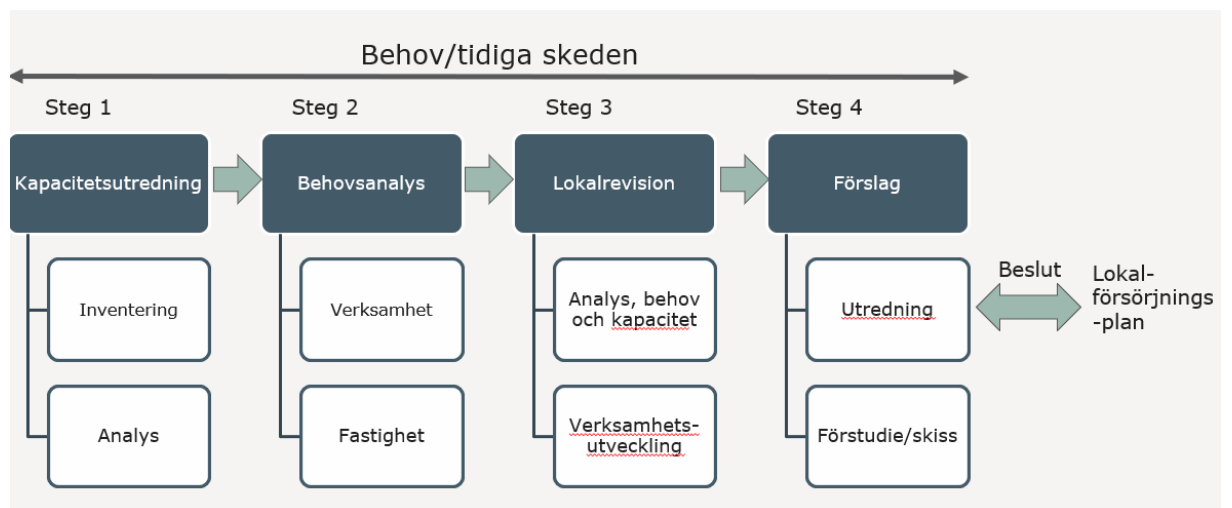 Behov/tidiga skeden
Steg 1
Steg 2
Steg 3
Steg 4
Kapacitetsutredning
Behovsanalys
Lokalrevision
Förslag
Inventering
Verksamhet
Analys, behov
och kapacitet
Utredning
Beslut
Lokal-
försörjnings
-plan
Analys
Fastighet
Verksamhets-
utveckling
Förstudie/skiss